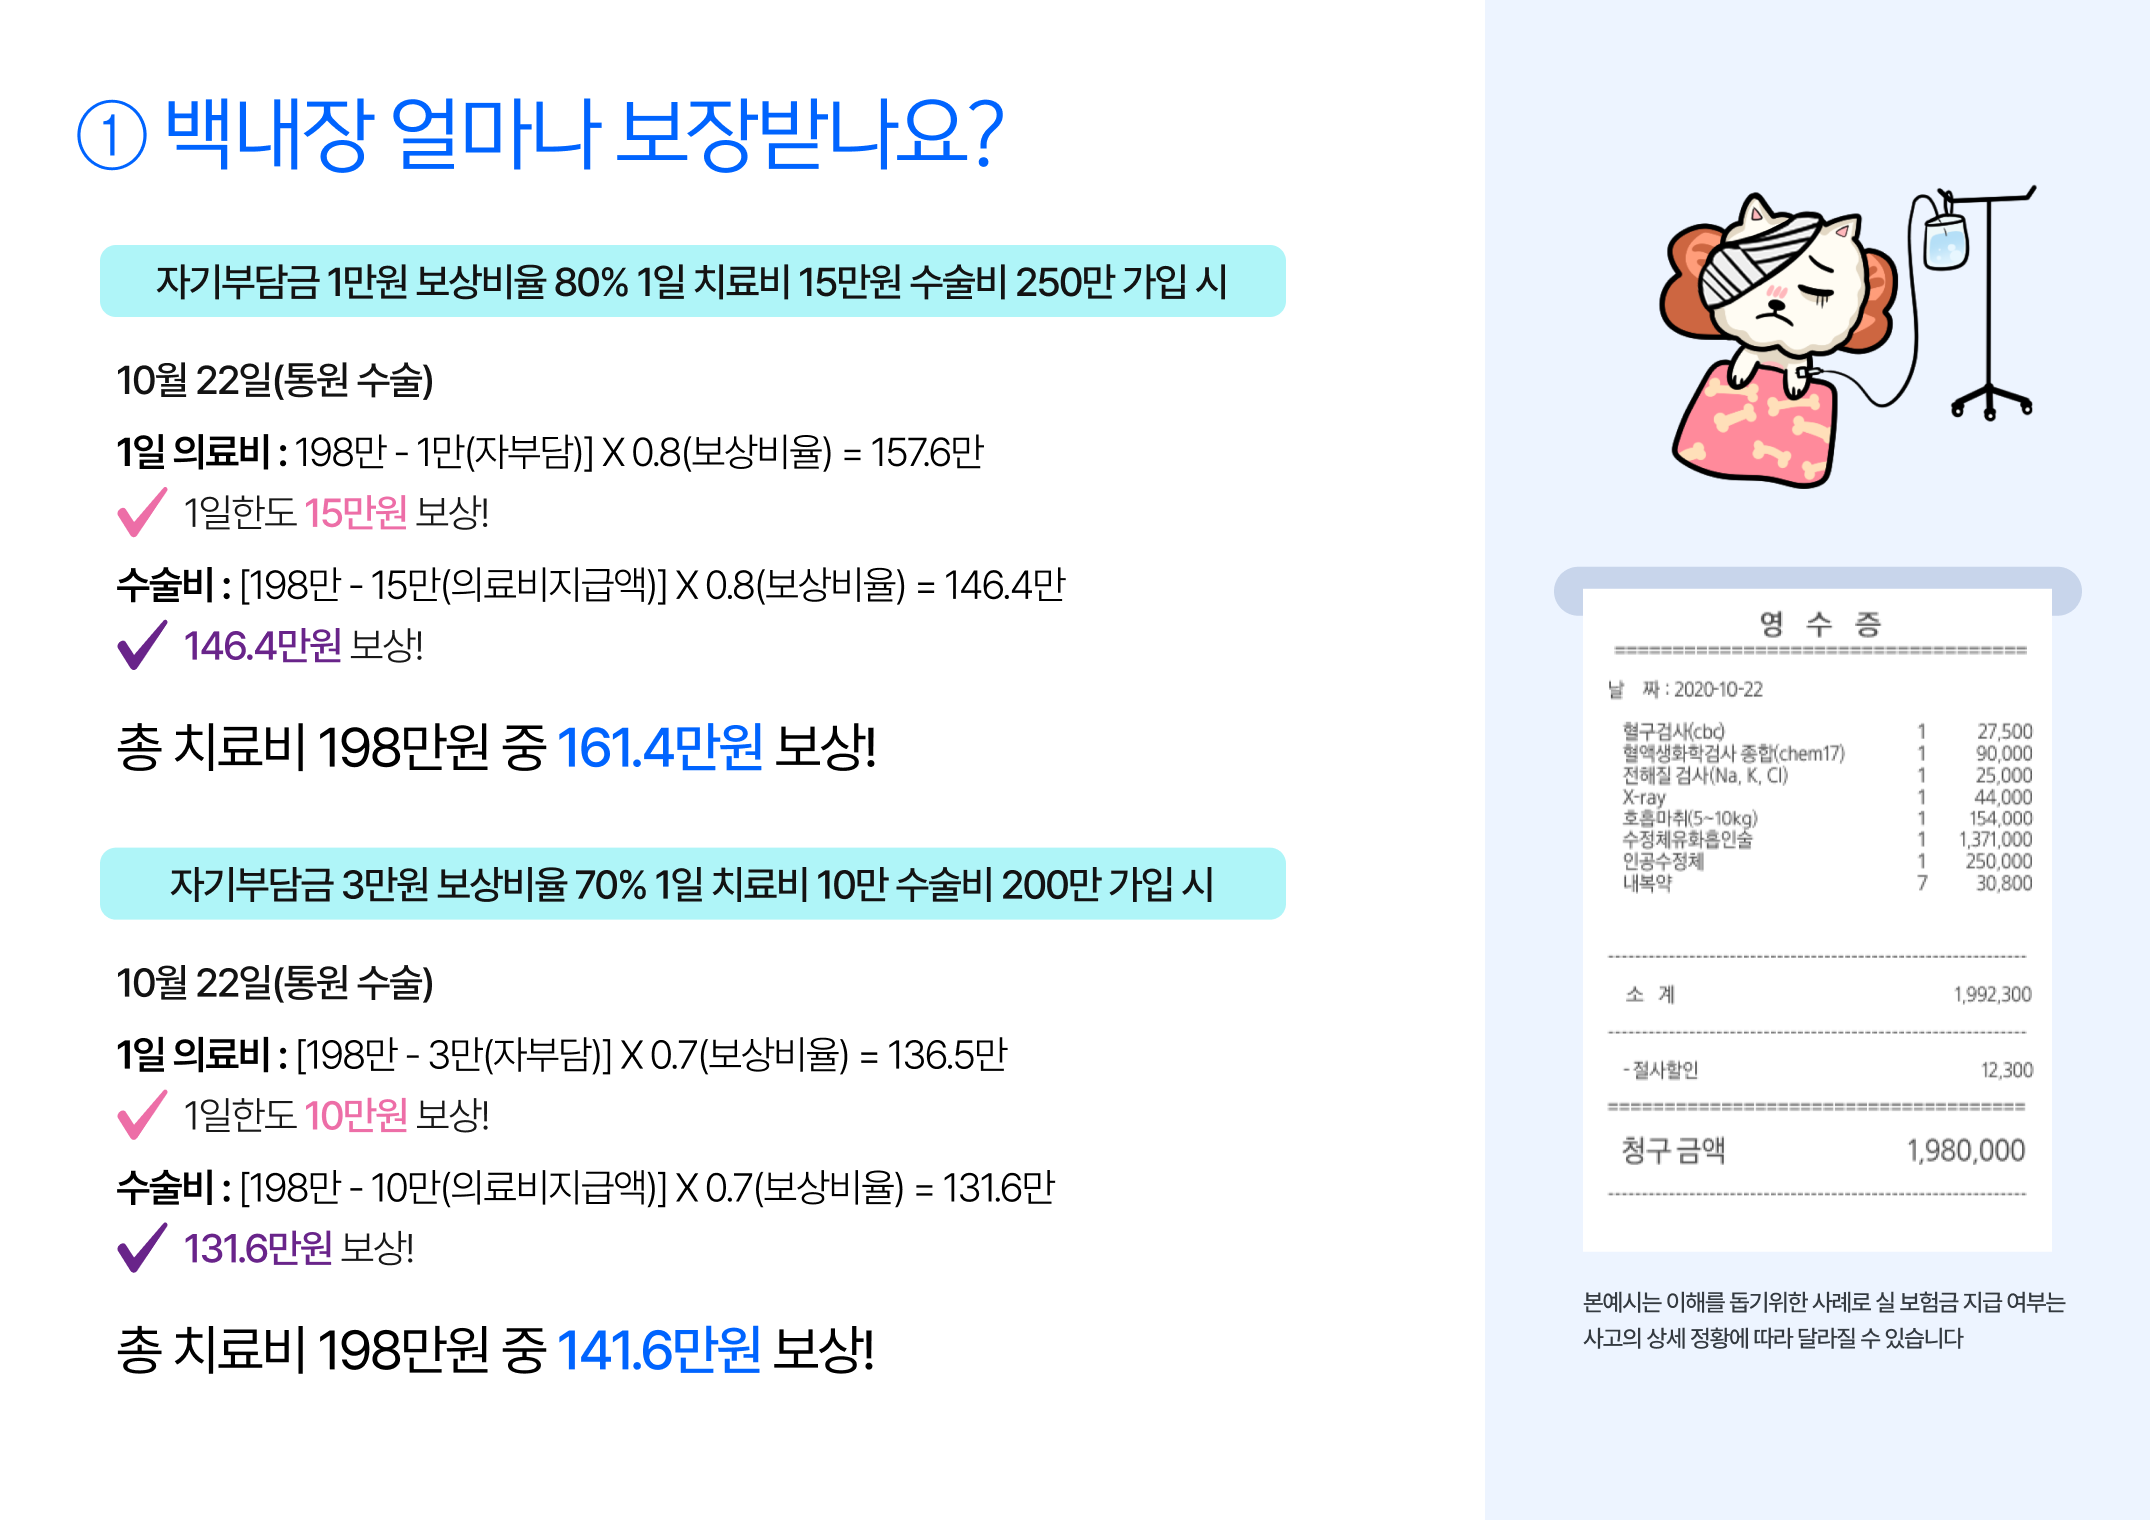 ① 백내장 얼마나 보장받나요?
자기부담금 1만원 보상비율 80% 1일 치료비 15만원 수술비 250만 가입 시
10월 22일(통원 수술)
1일 의료비 : 198만 - 1만(자부담)] X 0.8(보상비율) = 157.6만
1일한도 15만원 보상!
수술비 : [198만 - 15만(의료비지급액)] X 0.8(보상비율) = 146.4만
146.4만원 보상!
총 치료비 198만원 중 161.4만원 보상!
자기부담금 3만원 보상비율 70% 1일 치료비 10만 수술비 200만 가입 시
10월 22일(통원 수술)
1일 의료비 : [198만 - 3만(자부담)] X 0.7(보상비율) = 136.5만
1일한도 10만원 보상!
수술비 : [198만 - 10만(의료비지급액)] X 0.7(보상비율) = 131.6만
131.6만원 보상!
총 치료비 198만원 중 141.6만원 보상!
영 수 증
날 짜 : 2020-10-22
혈구검사(cbc) 1 27,500
혈액생화학검사 종합(chem17) 1 90,000
전해질 검사(Na, K, Cl) 1 25,000
X-ray 1 44,000
호흡마취(5~10kg) 1 154,000
수정체유화흡인술 1 1,371,000
인공수정체 1 250,000
내복약 7 30,800
소 계 1,992,300
- 절사할인 12,300
청구 금액 1,980,000
본예시는 이해를 돕기위한 사례로 실 보험금 지급 여부는
사고의 상세 정황에 따라 달라질 수 있습니다